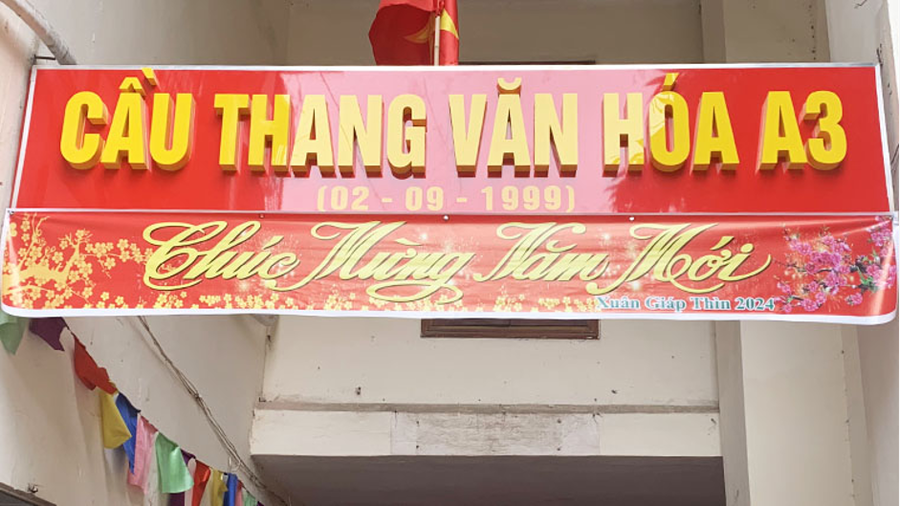 CẦU THANG VĂN HÓA A3
(02 - 09 - 1999)
Chúc Mừng Năm Mới
Xuân Giáp Thìn 2024